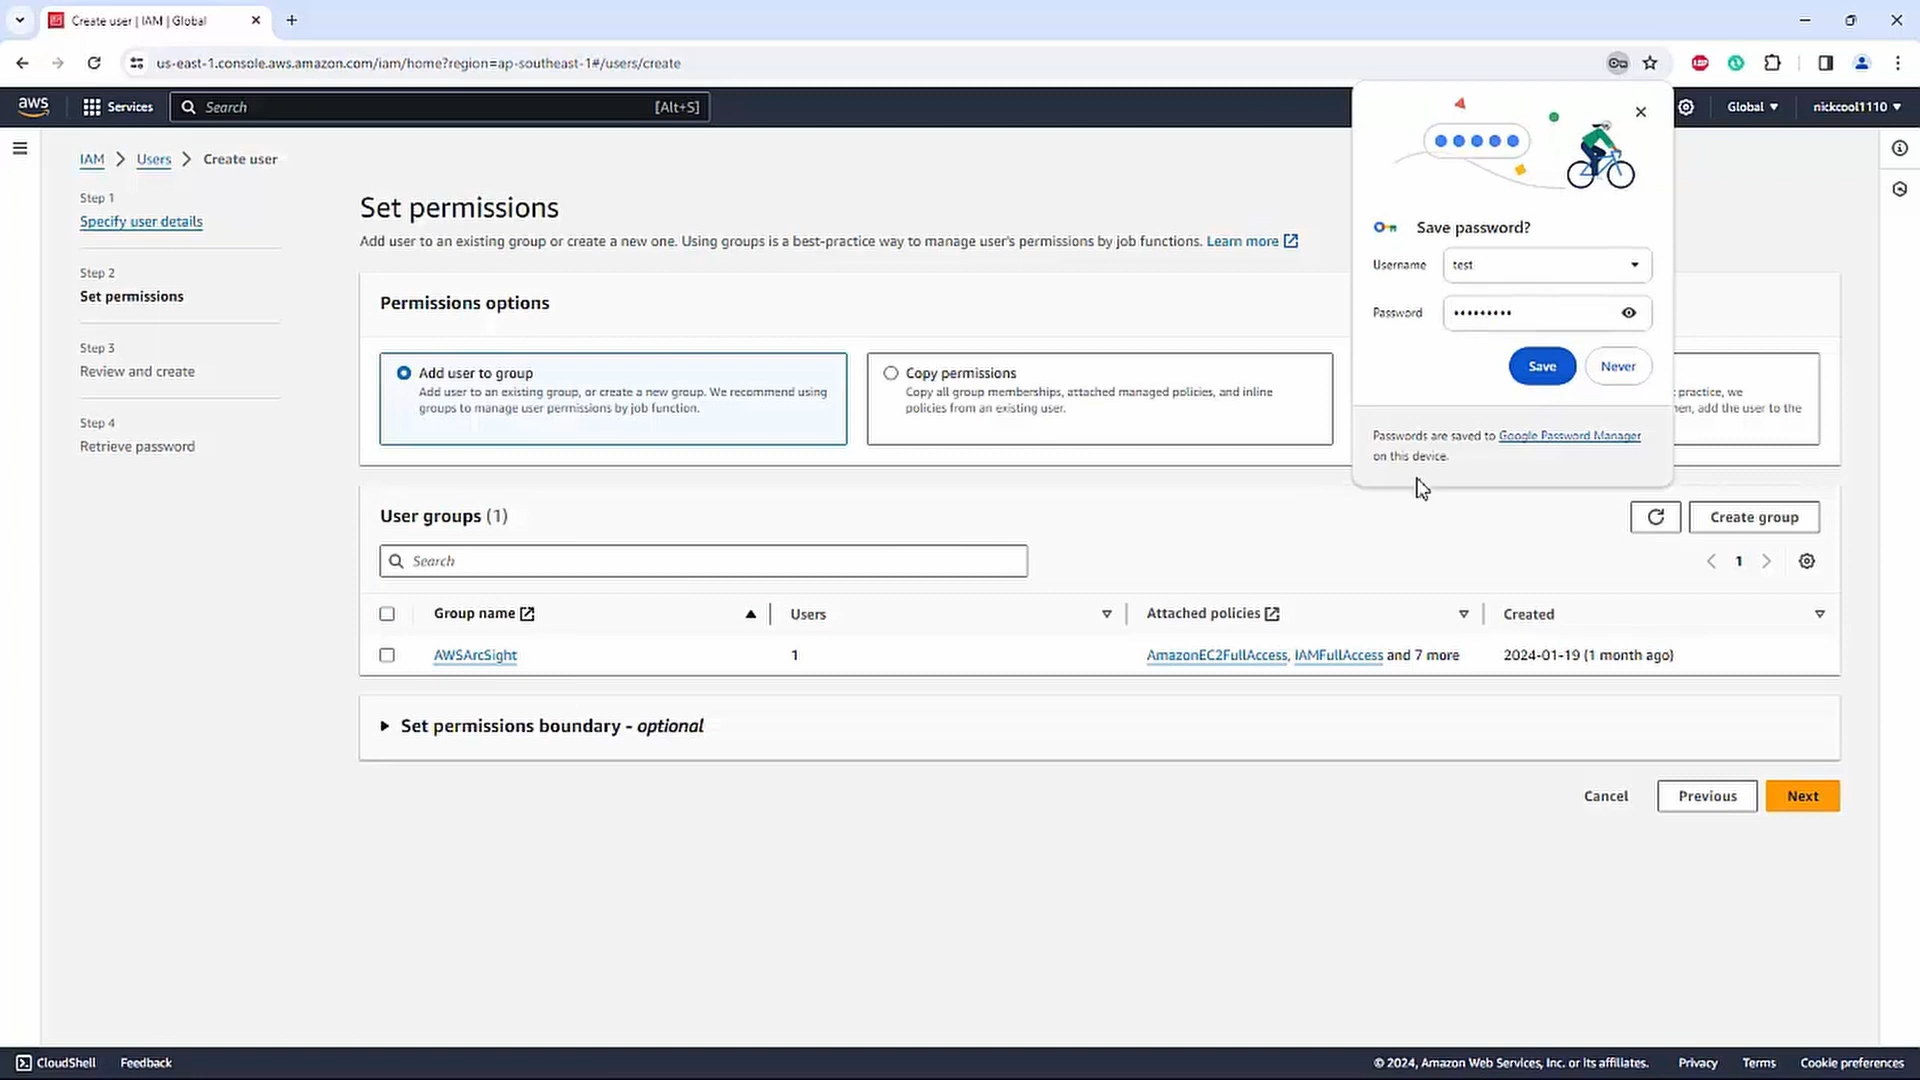 Create user | IAM | Global
us-east-1.console.aws.amazon.com/iam/home?region=ap-southeast-1#/users/create
aws
Services
Search
[Alt+S]
Global
nickcool1110
IAM
Users
Create user
Step 1
Specify user details
Step 2
Set permissions
Step 3
Review and create
Step 4
Retrieve password
Set permissions
Add user to an existing group or create a new one. Using groups is a best-practice way to manage user's permissions by job functions. Learn more
Permissions options
Add user to group
Add user to an existing group, or create a new group. We recommend using
groups to manage user permissions by job function.
Copy permissions
Copy all group memberships, attached managed policies, and inline
policies from an existing user.
practice, we
, add the user to the
Save password?
Username
test
Password
•••••••••
Save
Never
Passwords are saved to Google Password Manager
on this device.
User groups (1)
Create group
Search
1
Group name
Users
Attached policies
Created
AWSArcSight
1
AmazonEC2FullAccess, IAMFullAccess and 7 more
2024-01-19 (1 month ago)
Set permissions boundary - optional
Cancel
Previous
Next
CloudShell
Feedback
© 2024, Amazon Web Services, Inc. or its affiliates.
Privacy
Terms
Cookie preferences